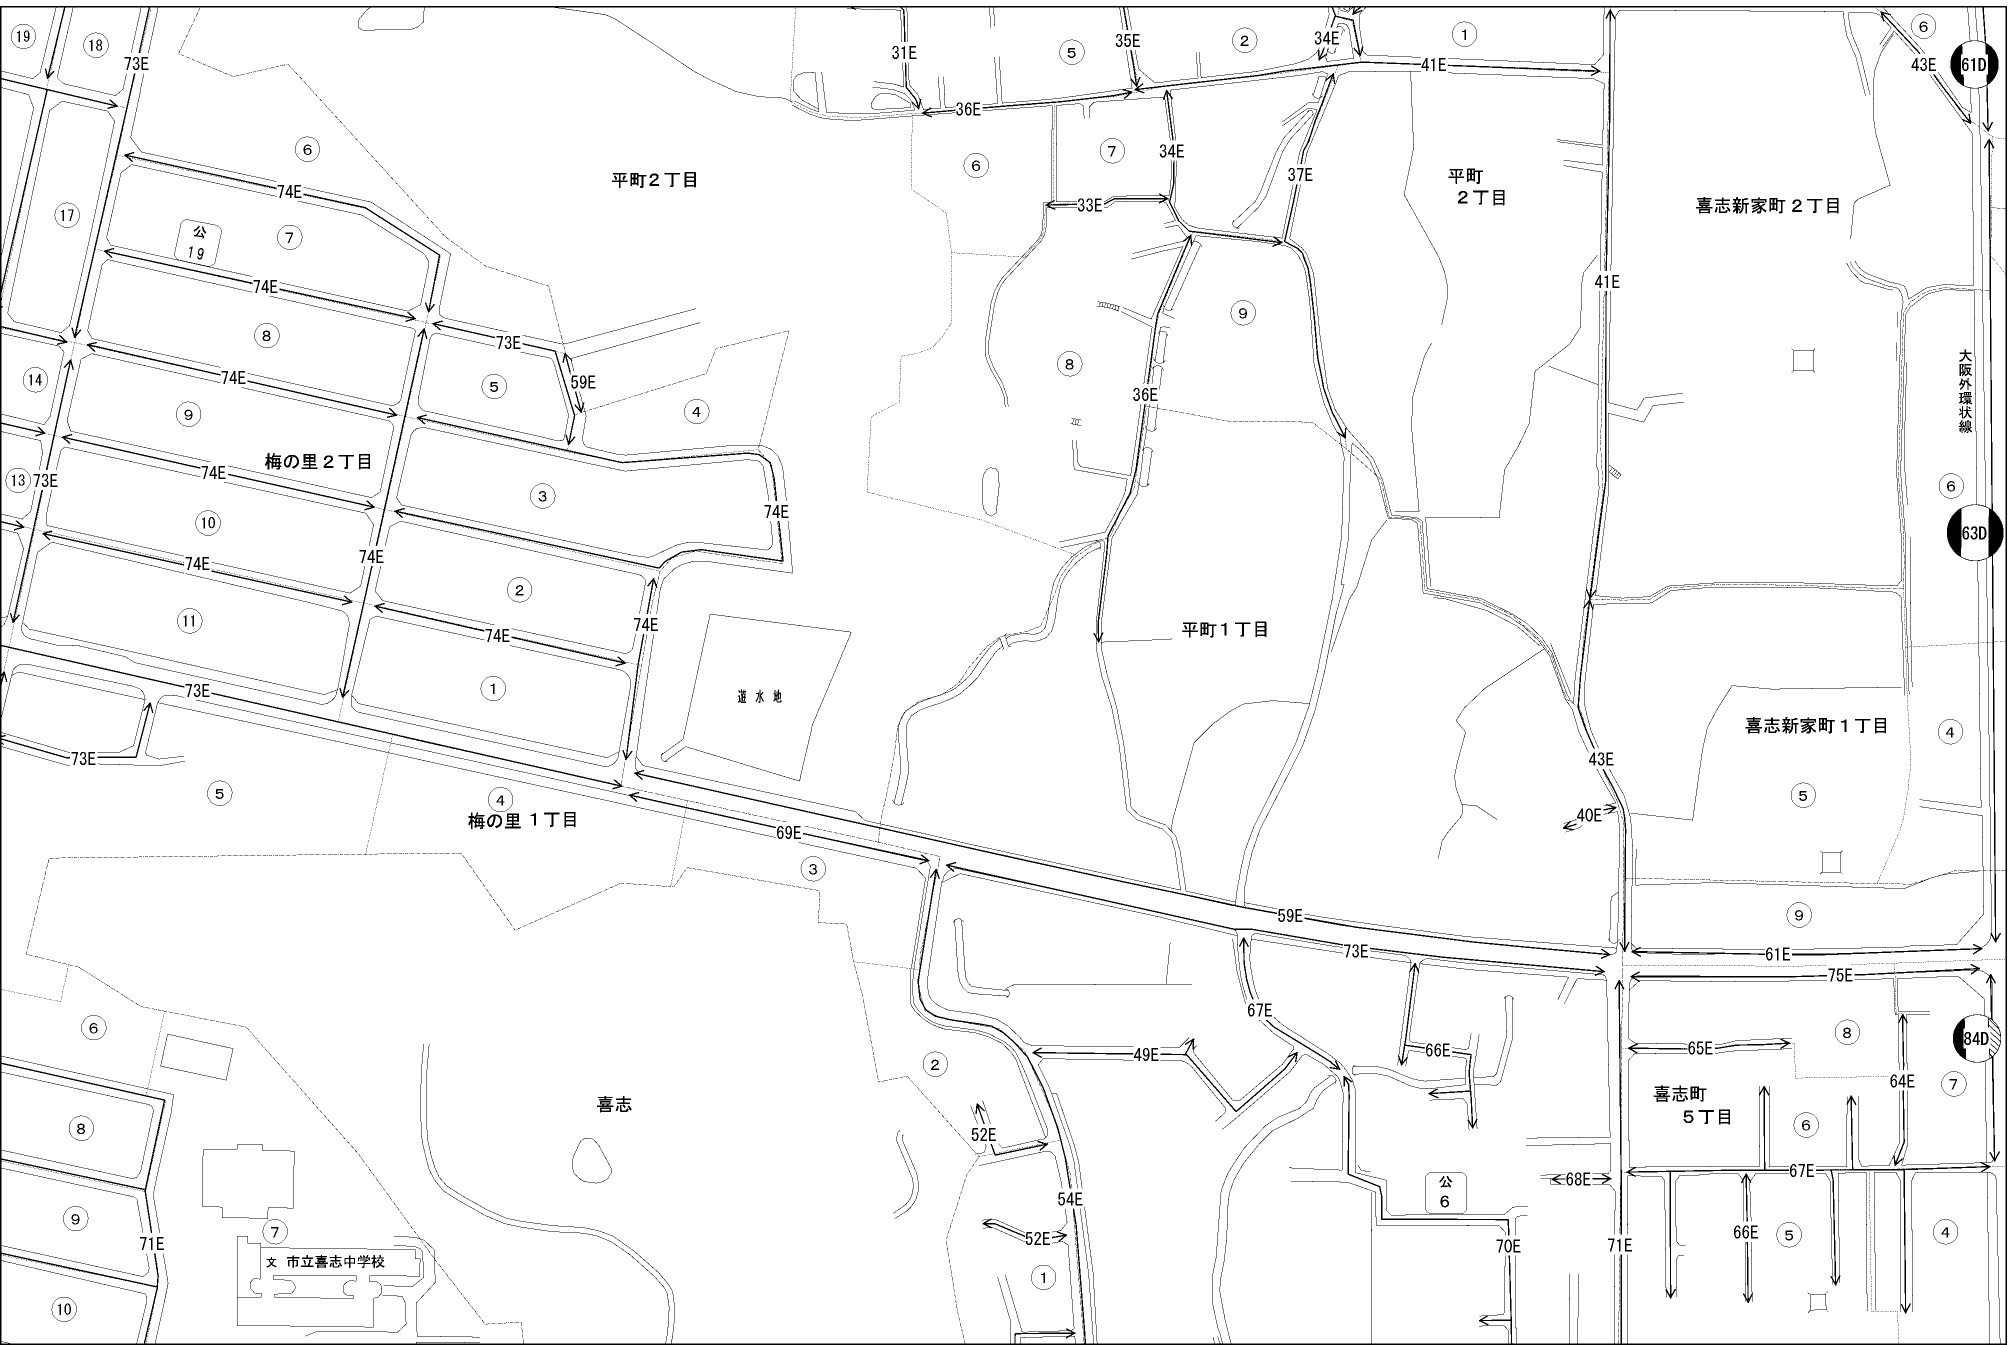 19
18
73E
31E
5
35E
2
34E
1
41E
6
43E
61D
36E
6
74E
平町２丁目
6
7
34E
37E
平町
２丁目
喜志新家町２丁目
17
公
19
7
33E
74E
41E
8
73E
9
大阪外環状線
14
74E
5
59E
8
36E
9
4
13
73E
74E
梅の里２丁目
3
74E
6
63D
10
74E
74E
2
11
74E
74E
平町１丁目
73E
1
遊水地
喜志新家町１丁目
4
73E
43E
5
4
5
梅の里１丁目
69E
40E
3
59E
9
73E
61E
75E
6
67E
8
84D
2
49E
66E
65E
64E
7
喜志
喜志町
５丁目
8
52E
6
67E
68E
公
6
9
54E
7
71E
52E
70E
71E
66E
5
4
文 市立喜志中学校
1
10